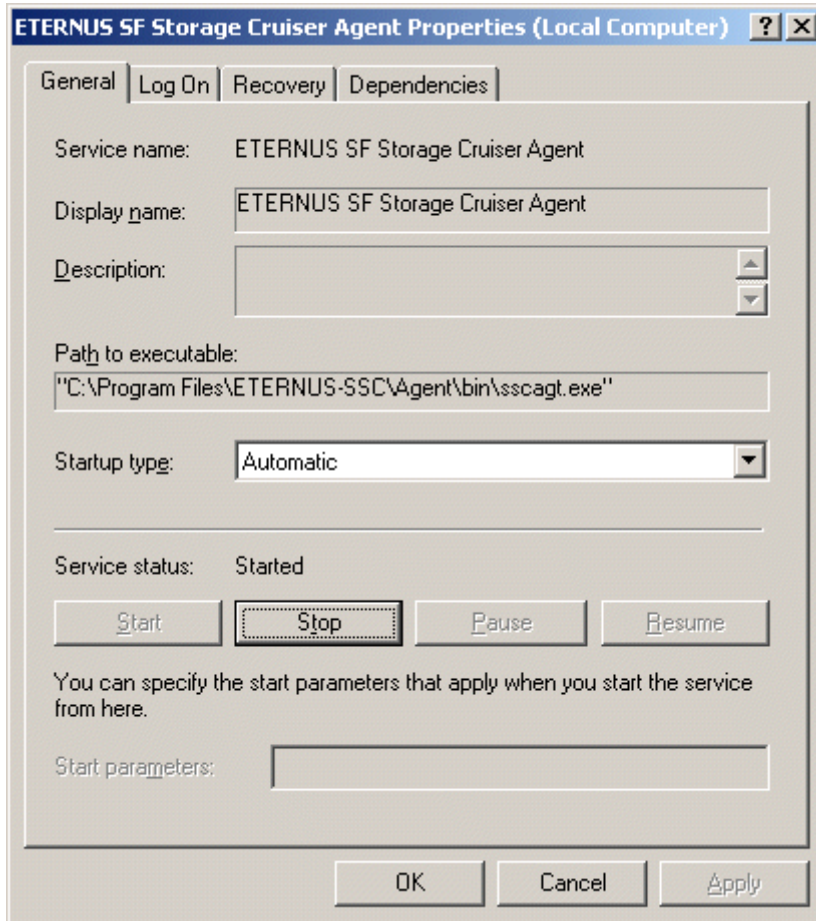 ETERNUS SF Storage Cruiser Agent Properties (Local Computer) ? X
General Log On Recovery Dependencies
Service name: ETERNUS SF Storage Cruiser Agent
Display name: ETERNUS SF Storage Cruiser Agent
Description:
Path to executable:
"C:\Program Files\ETERNUS-SSC\Agent\bin\sscagt.exe"
Startup type: Automatic
Service status: Started
Start Stop Pause Resume
You can specify the start parameters that apply when you start the service
from here.
Start parameters:
OK Cancel Apply